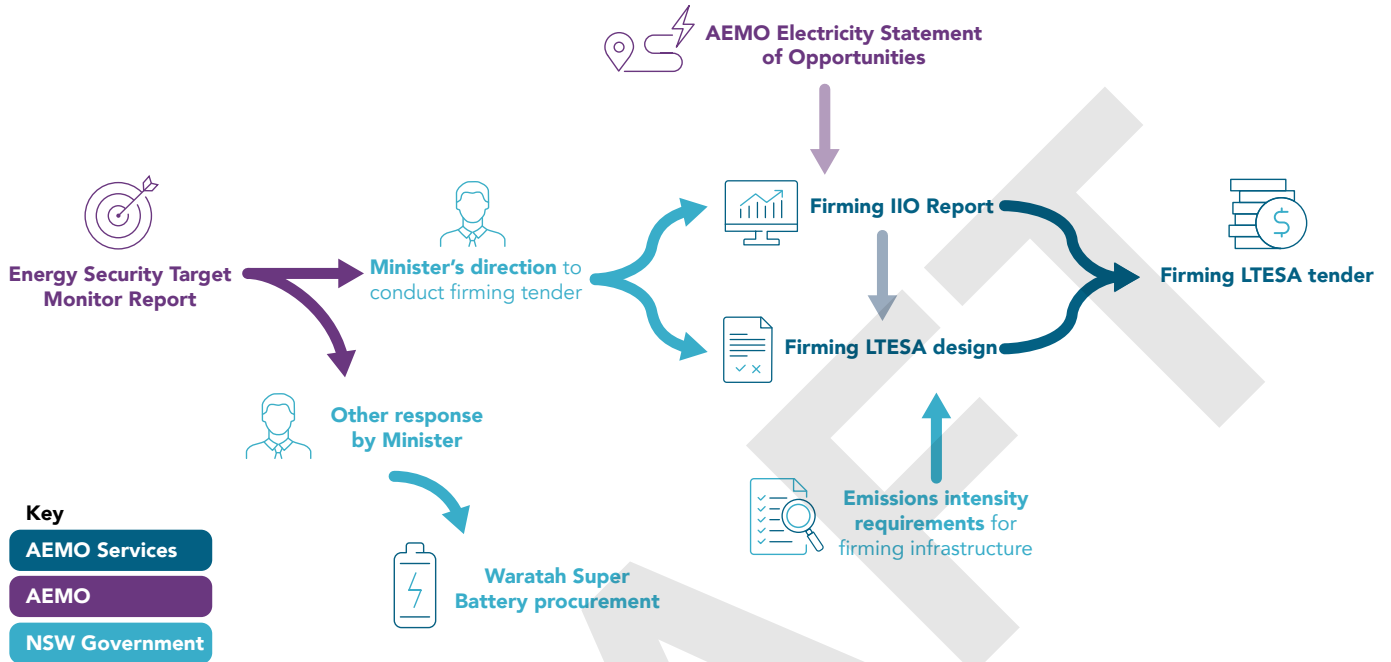 AEMO Electricity Statement
of Opportunities
Firming IIO Report
Energy Security Target
Monitor Report
Minister's direction to
conduct firming tender
Firming LTESA tender
Firming LTESA design
Other response
by Minister
Emissions intensity
requirements for
firming infrastructure
Waratah Super
Battery procurement
Key
AEMO Services
AEMO
NSW Government